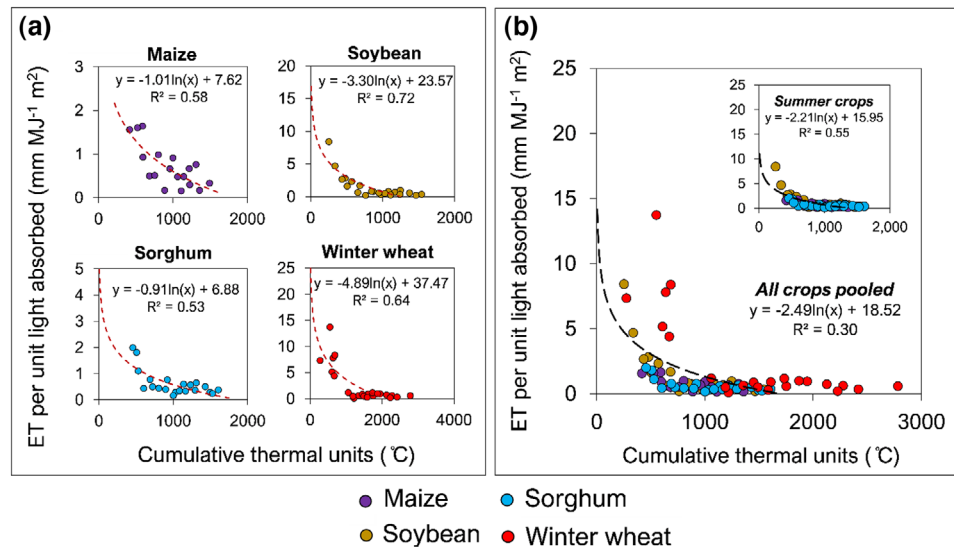 (a)
Maize
y = -1.01ln(x) + 7.62
R² = 0.58
3
2
1
0
0 1000 2000
Soybean
y = -3.30ln(x) + 23.57
R² = 0.72
20
15
10
5
0
0 1000 2000
Sorghum
y = -0.91ln(x) + 6.88
R² = 0.53
5
4
3
2
1
0
0 1000 2000
Winter wheat
y = -4.89ln(x) + 37.47
R² = 0.64
25
20
15
10
5
0
0 2000 4000
ET per unit light absorbed (mm MJ⁻¹ m²)
Cumulative thermal units (℃)
(b)
ET per unit light absorbed (mm MJ⁻¹ m²)
25
20
15
10
5
0
0 1000 2000 3000
Summer crops
y = -2.21ln(x) + 15.95
R² = 0.55
25
20
15
10
5
0
0 1,000 2,000
All crops pooled
y = -2.49ln(x) + 18.52
R² = 0.30
Cumulative thermal units (℃)
Maize
Sorghum
Soybean
Winter wheat